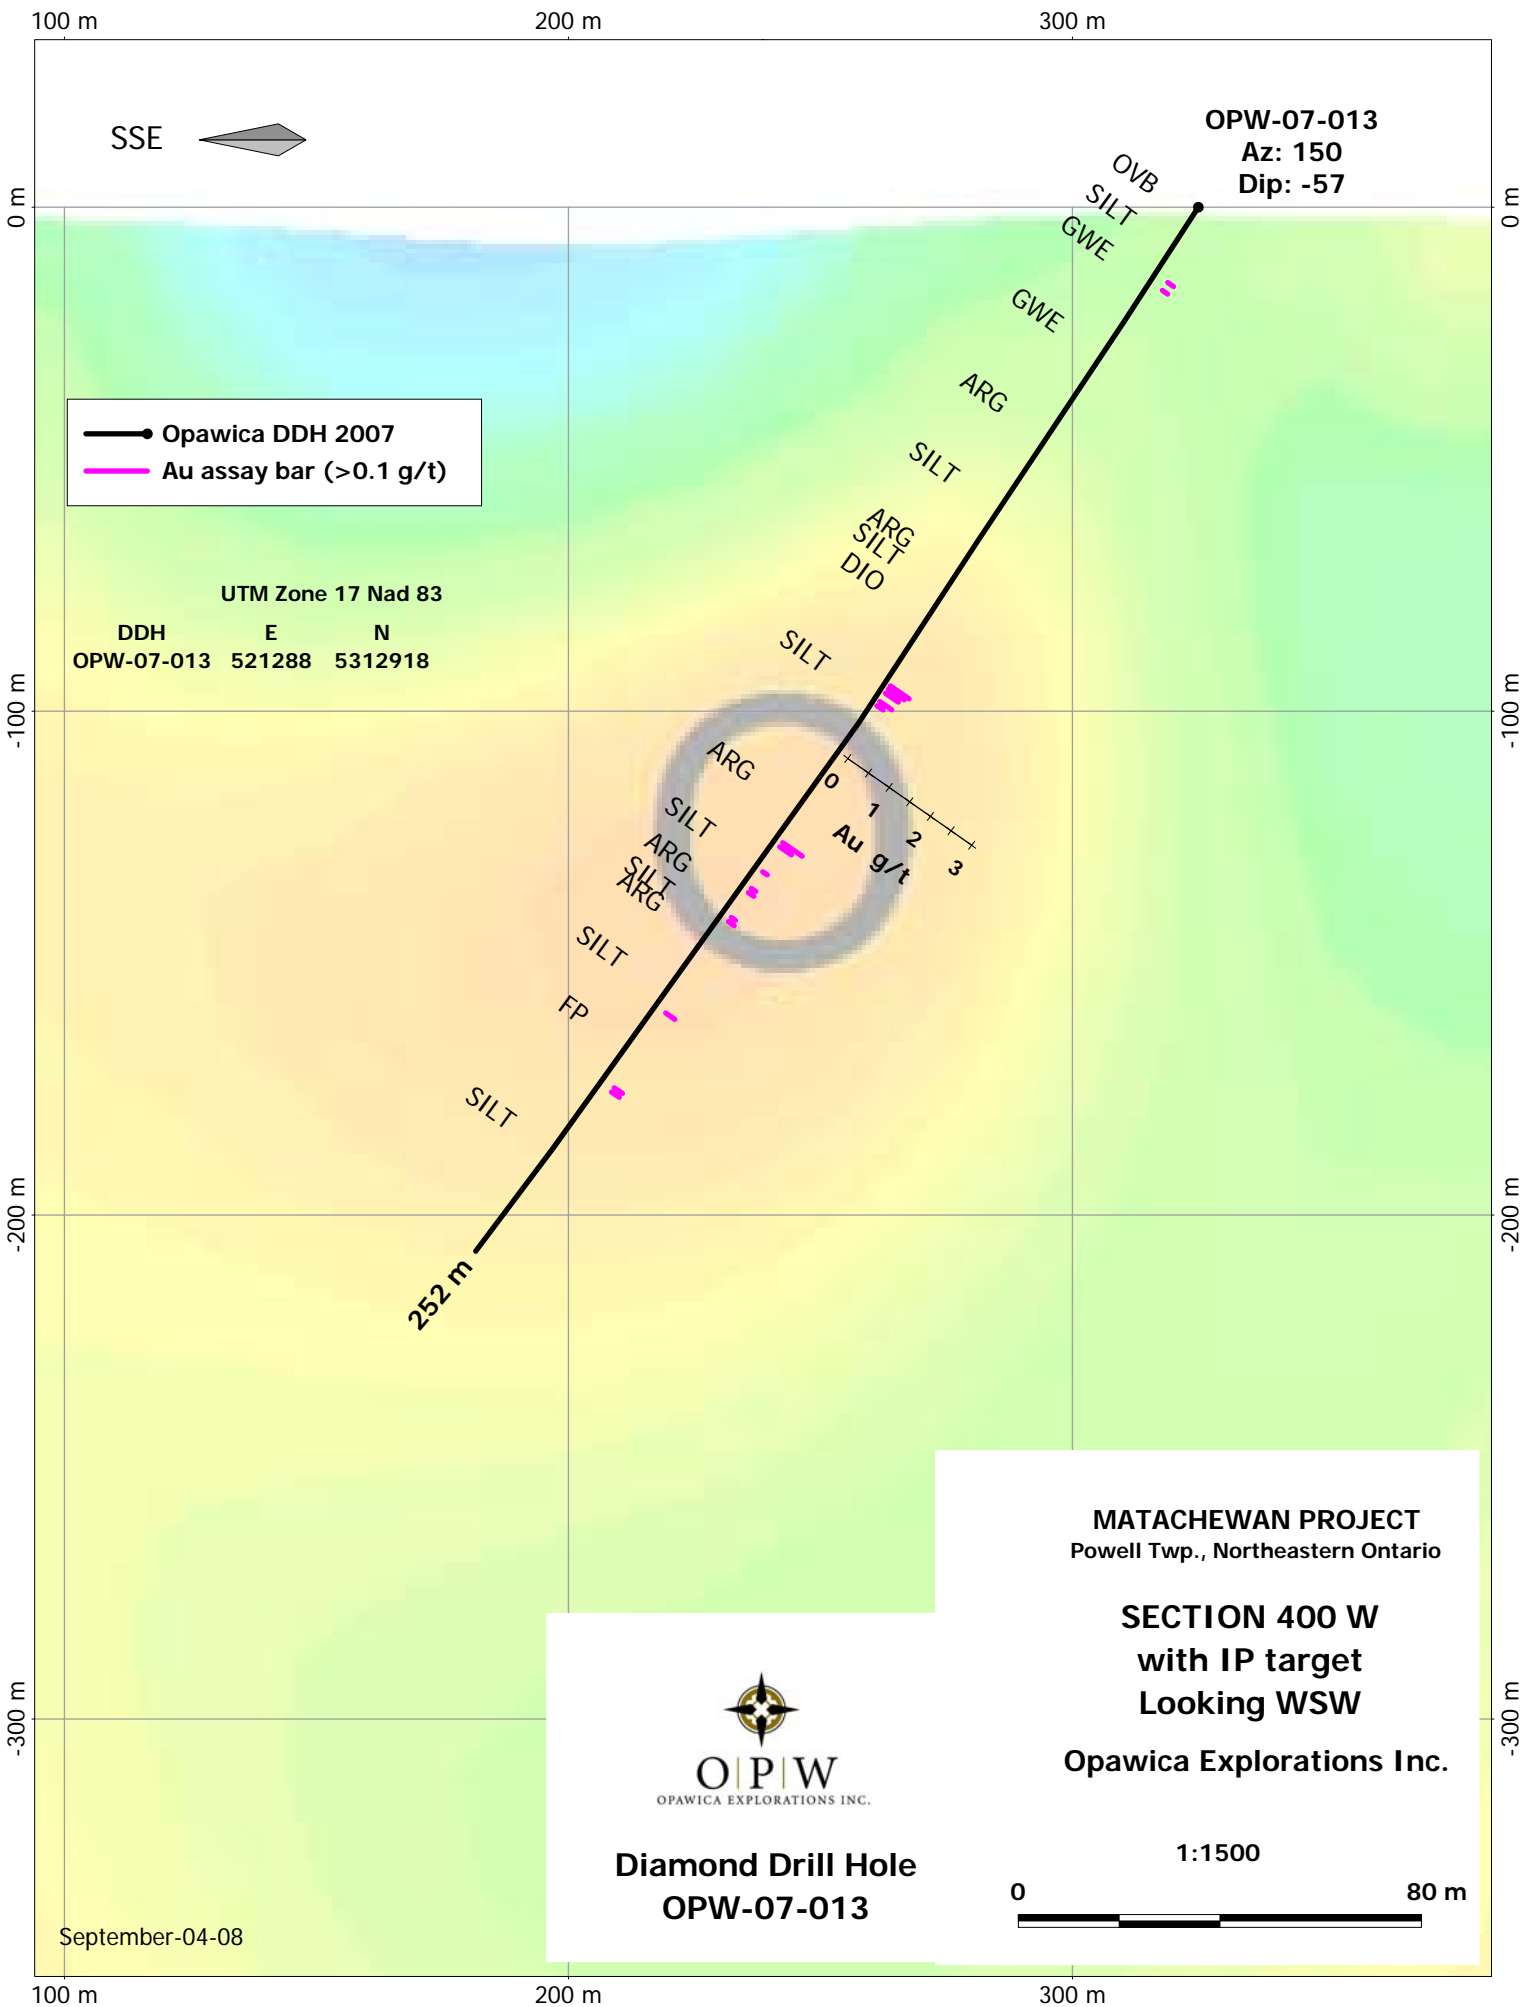 100 m 200 m 300 m
SSE
OPW-07-013
Az: 150
Dip: -57
0 m
0 m
OVB
SILT
GWE
GWE
ARG
SILT
ARG
SILT
DIO
SILT
Opawica DDH 2007
Au assay bar (>0.1 g/t)
UTM Zone 17 Nad 83
DDH E N
OPW-07-013 521288 5312918
-100 m
-100 m
ARG
SILT
ARG
SILT
ARG
SILT
FP
SILT
0 1 2 3
Au g/t
-200 m
-200 m
252 m
MATACHEWAN PROJECT
Powell Twp., Northeastern Ontario
SECTION 400 W
with IP target
Looking WSW
Opawica Explorations Inc.
1:1500
0 80 m
-300 m
-300 m
O|P|W
OPAWICA EXPLORATIONS INC.
Diamond Drill Hole
OPW-07-013
September-04-08
100 m 200 m 300 m